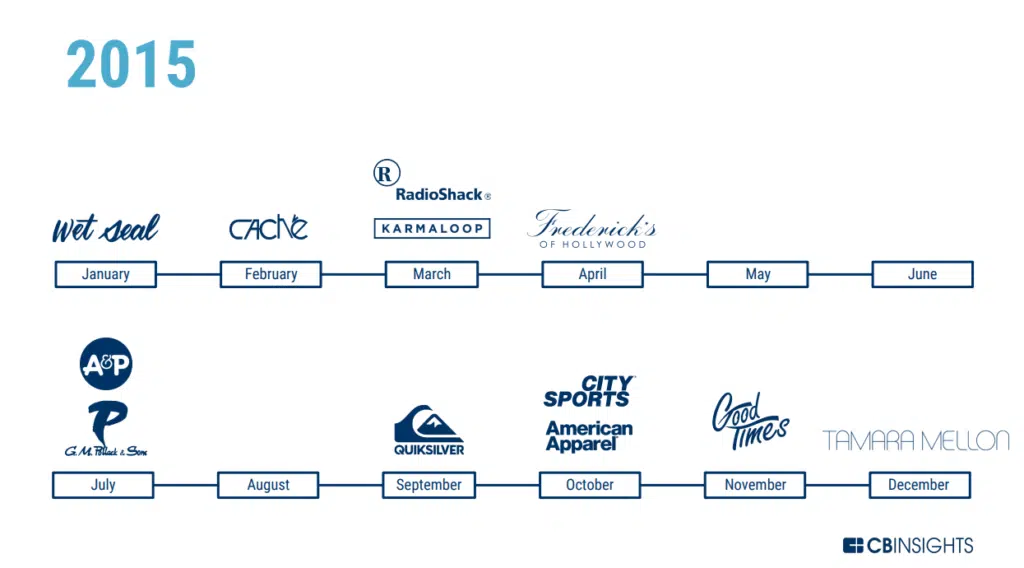 2015
R
RadioShack®
wet seal
CACHE
KARMALOOP
Frederick's
OF HOLLYWOOD
January
February
March
April
May
June
A&P
P
G.M. Pollack & Sons
QUIKSILVER
CITY
SPORTS
American
Apparel
Good
Times
TAMARA MELLON
July
August
September
October
November
December
CBINSIGHTS